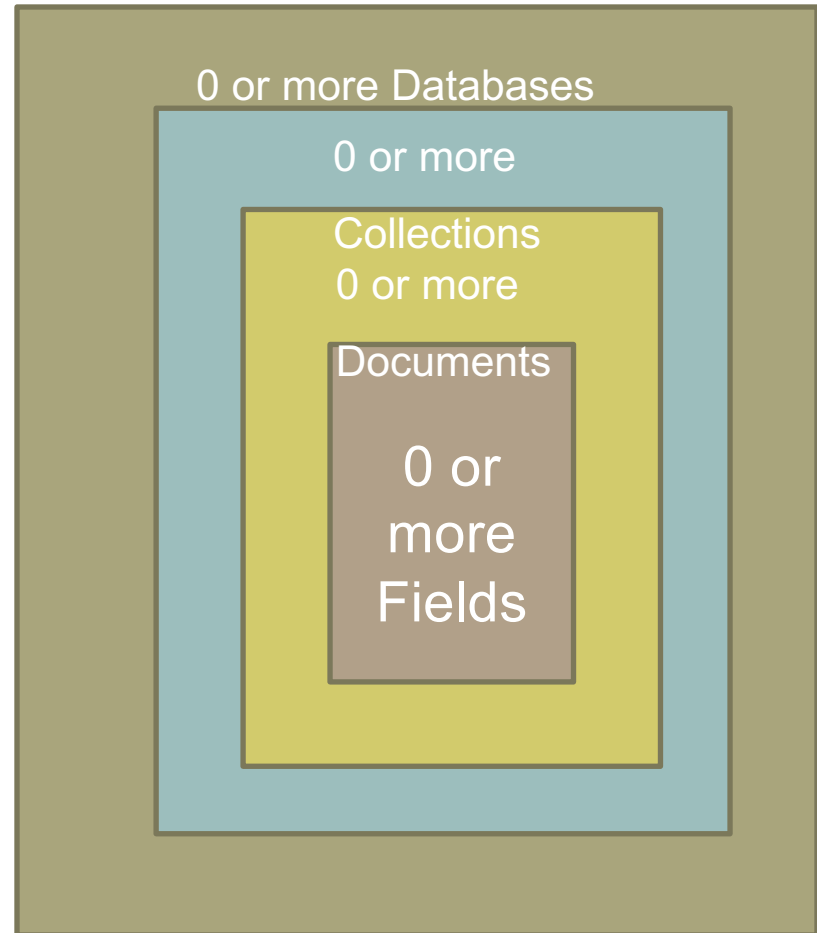 0 or more Databases
0 or more
Collections
0 or more
Documents
0 or
more
Fields